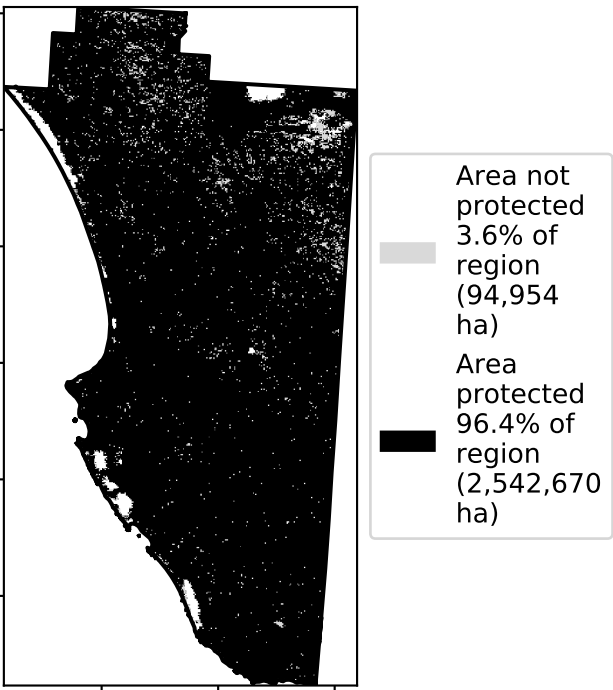 Area not
protected
3.6% of
region
(94,954
ha)
Area
protected
96.4% of
region
(2,542,670
ha)